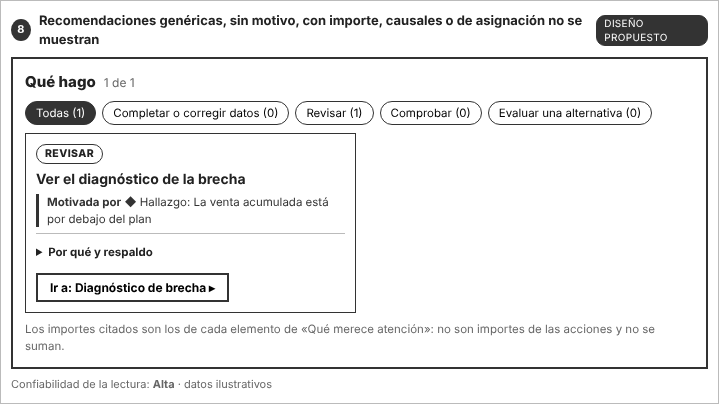 8 Recomendaciones genéricas, sin motivo, con importe, causales o de asignación no se
muestran
DISEÑO
PROPUESTO
Qué hago 1 de 1
Todas (1) Completar o corregir datos (0) Revisar (1) Comprobar (0) Evaluar una alternativa (0)
REVISAR
Ver el diagnóstico de la brecha
Motivada por ◆ Hallazgo: La venta acumulada está
por debajo del plan
▶ Por qué y respaldo
Ir a: Diagnóstico de brecha ▸
Los importes citados son los de cada elemento de «Qué merece atención»: no son importes de las acciones y no se
suman.
Confiabilidad de la lectura: Alta · datos ilustrativos